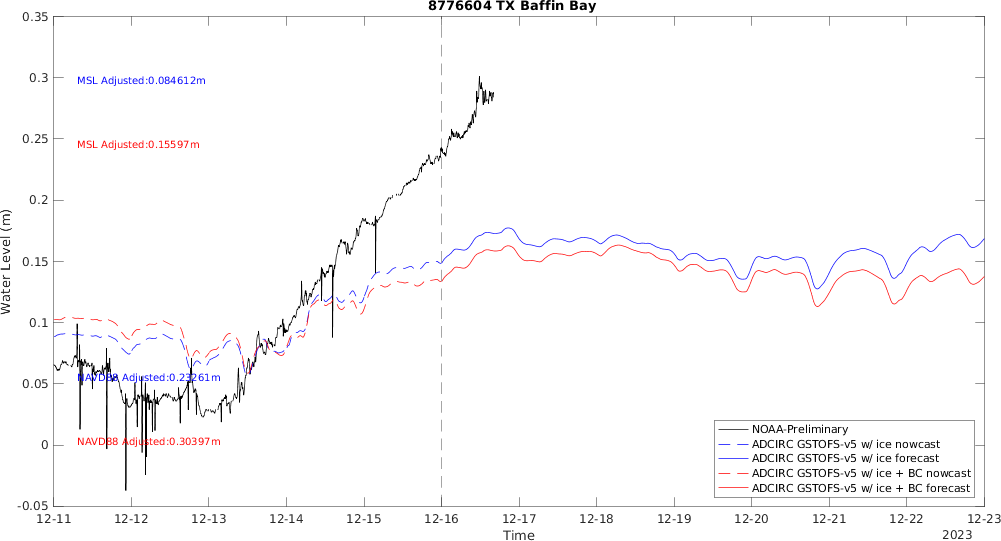 8776604 TX Baffin Bay
0.35
0.3
0.25
0.2
0.15
0.1
0.05
0
-0.05
Water Level (m)
MSL Adjusted:0.084612m
MSL Adjusted:0.15597m
NAVD88 Adjusted:0.23261m
NAVD88 Adjusted:0.30397m
NOAA-Preliminary
ADCIRC GSTOFS-v5 w/ ice nowcast
ADCIRC GSTOFS-v5 w/ ice forecast
ADCIRC GSTOFS-v5 w/ ice + BC nowcast
ADCIRC GSTOFS-v5 w/ ice + BC forecast
12-11 12-12 12-13 12-14 12-15 12-16 12-17 12-18 12-19 12-20 12-21 12-22 12-23
Time
2023